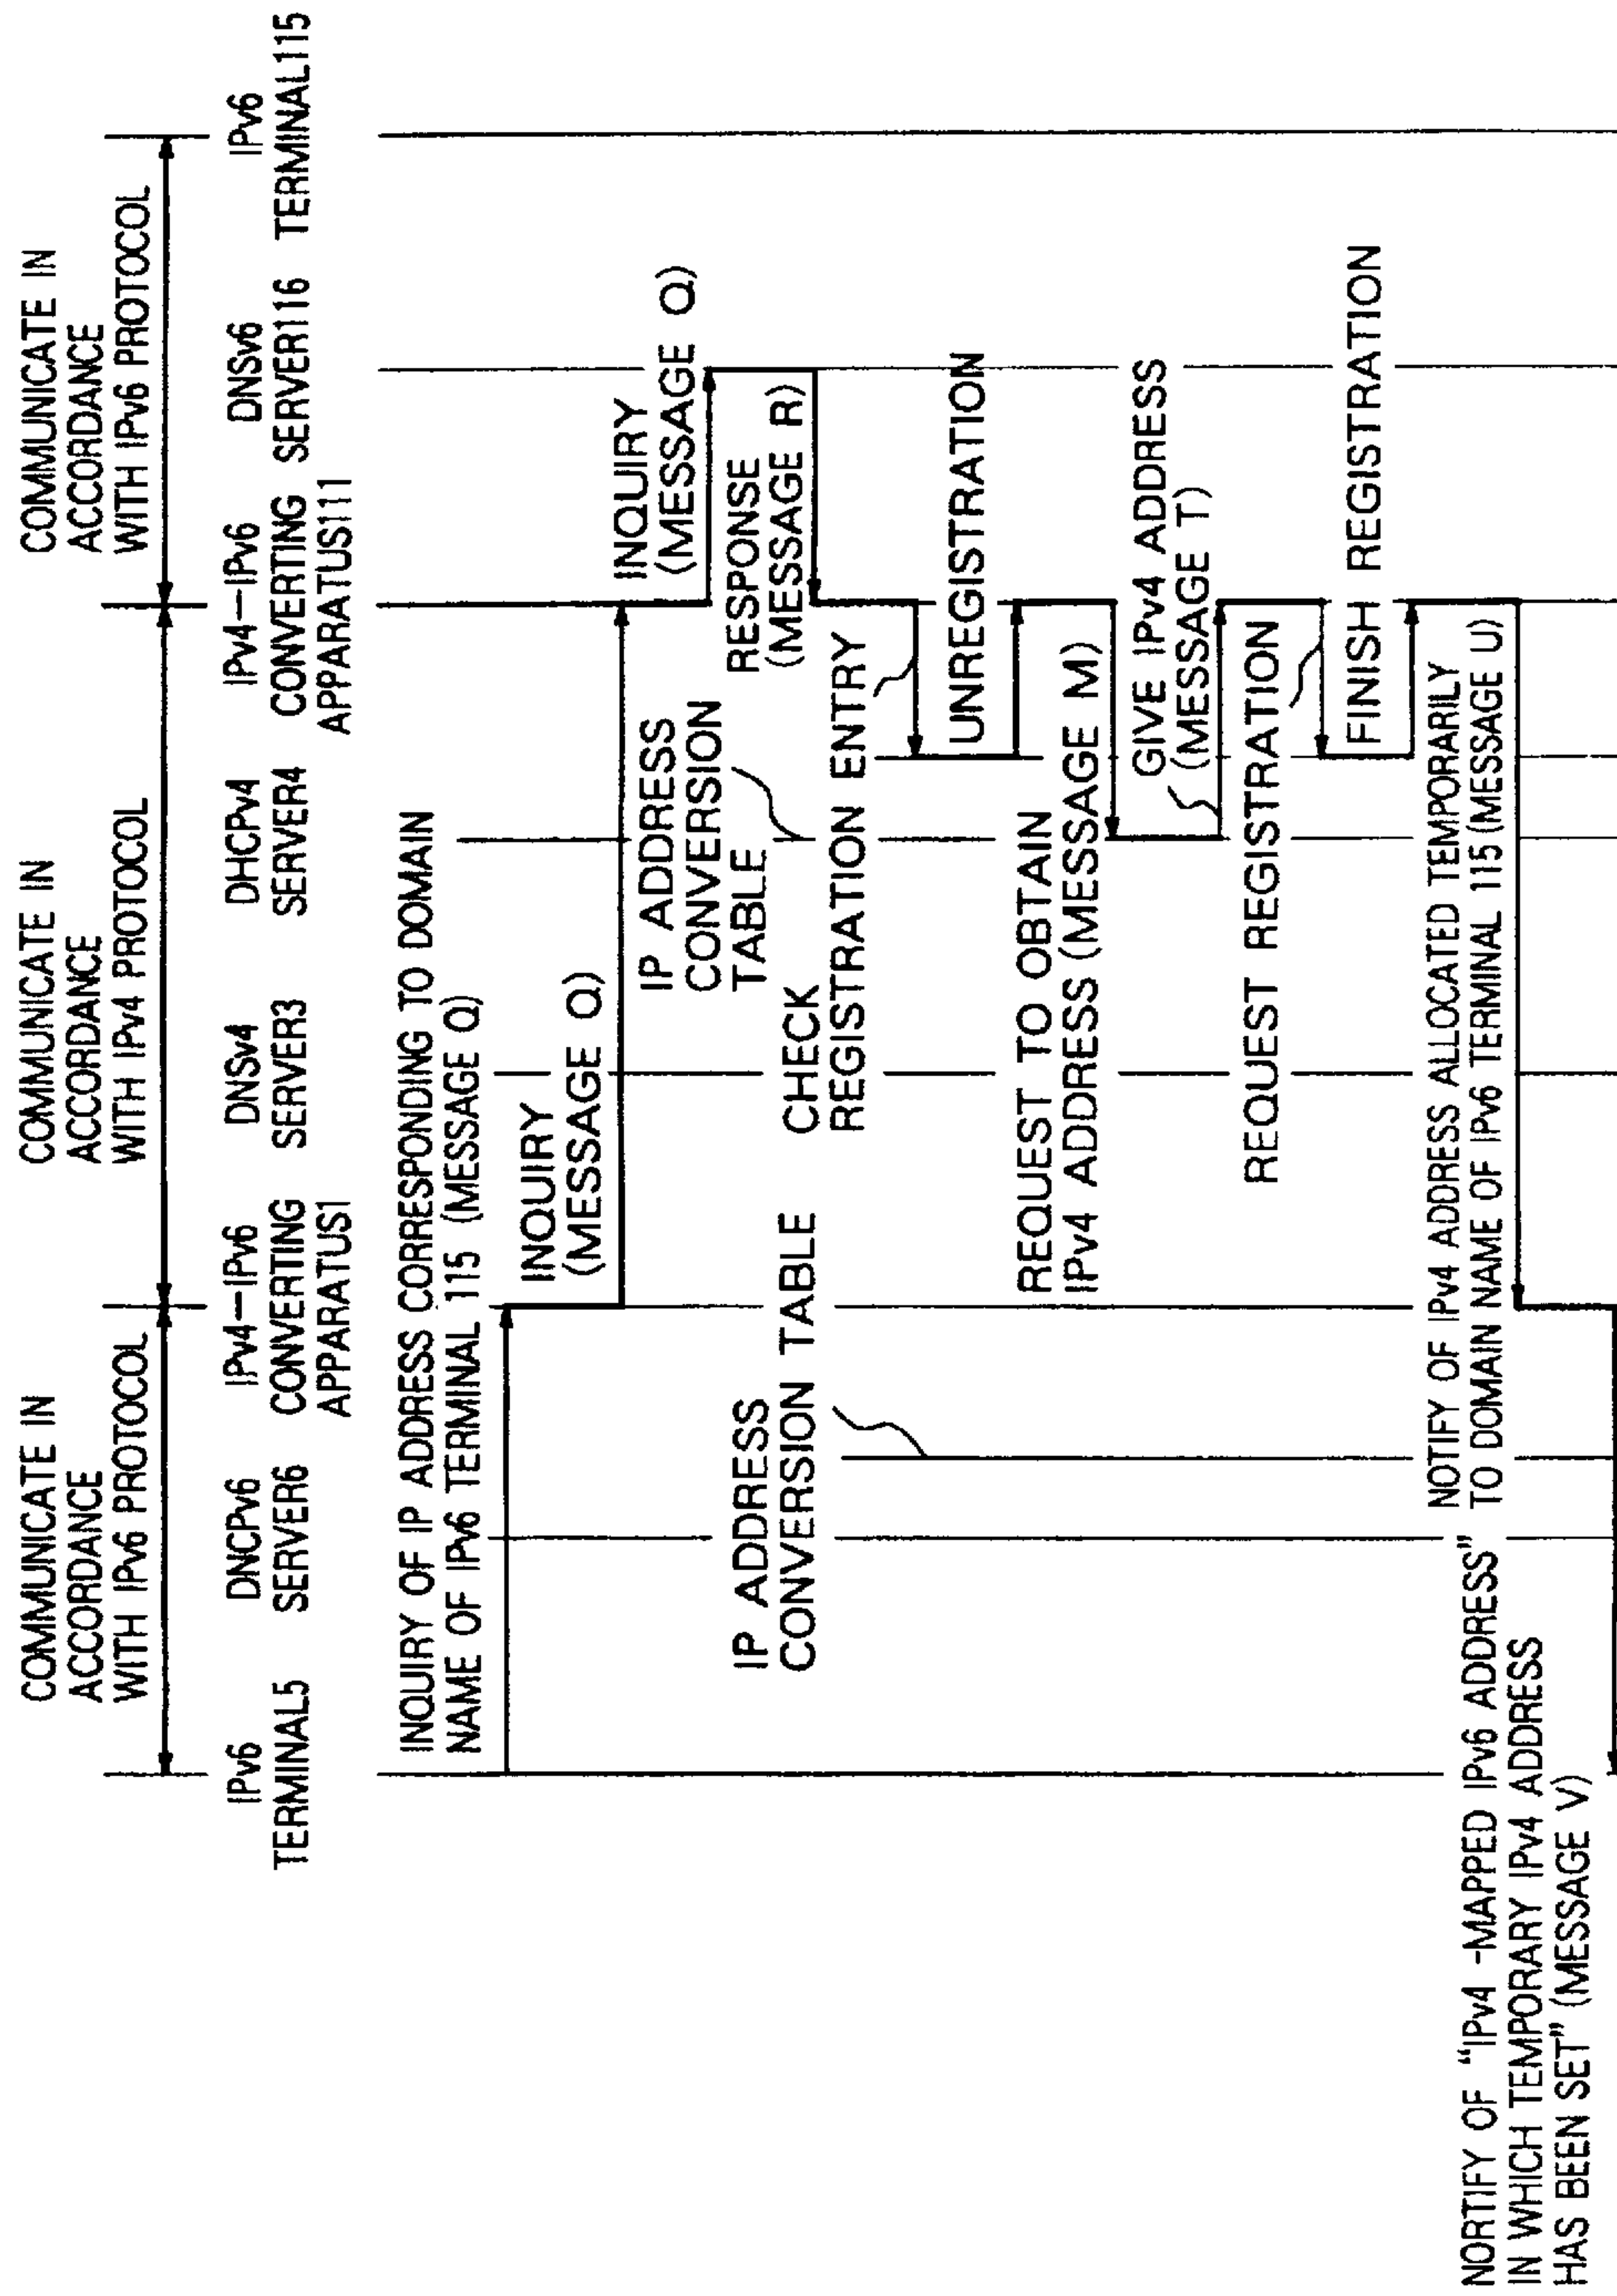 COMMUNICATE IN
ACCORDANCE
WITH IPv6 PROTOCOL
COMMUNICATE IN
ACCORDANCE
WITH IPv4 PROTOCOL
COMMUNICATE IN
ACCORDANCE
WITH IPv6 PROTOCOL
IPv6
TERMINAL5
DNCPv6
SERVER6
IPv4-IPv6
CONVERTING
APPARATUS1
DNSv4
SERVER3
DHCPv4
SERVER4
IPv4-IPv6
CONVERTING
APPARATUS111
DNSv6
SERVER116
IPv6
TERMINAL115
INQUIRY OF IP ADDRESS CORRESPONDING TO DOMAIN
NAME OF IPv6 TERMINAL 115 (MESSAGE Q)
INQUIRY
(MESSAGE Q)
INQUIRY
(MESSAGE Q)
IP ADDRESS
CONVERSION
TABLE
RESPONSE
(MESSAGE R)
IP ADDRESS
CONVERSION TABLE
CHECK
REGISTRATION ENTRY
UNREGISTRATION
REQUEST TO OBTAIN
IPv4 ADDRESS (MESSAGE M)
GIVE IPv4 ADDRESS
(MESSAGE T)
REQUEST REGISTRATION
FINISH REGISTRATION
NOTIFY OF IPv4 ADDRESS ALLOCATED TEMPORARILY
TO DOMAIN NAME OF IPv6 TERMINAL 115 (MESSAGE U)
NORTIFY OF "IPv4 -MAPPED IPv6 ADDRESS"
IN WHICH TEMPORARY IPv4 ADDRESS
HAS BEEN SET" (MESSAGE V)